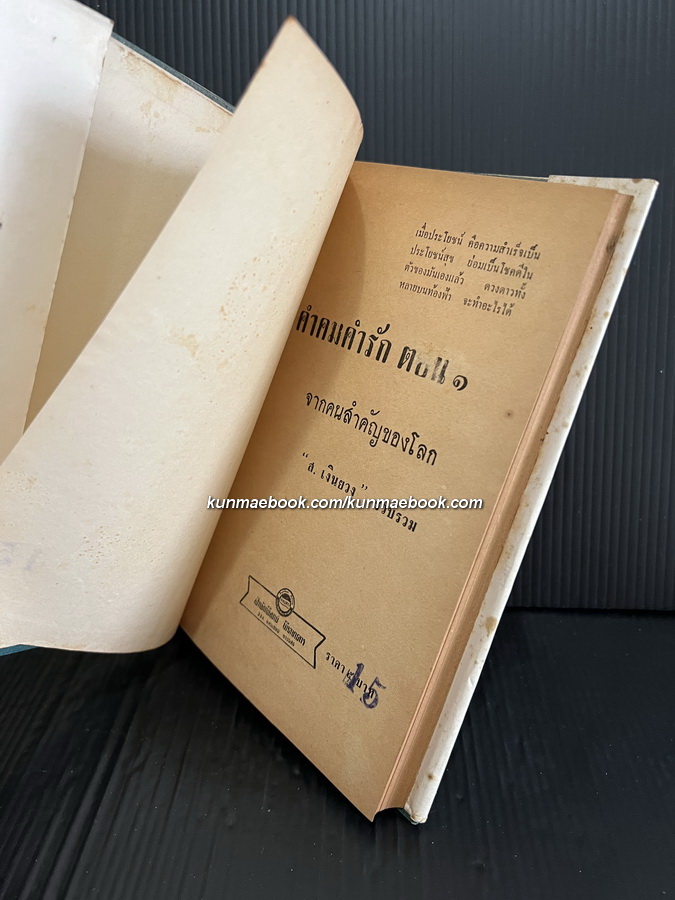 เมื่อประโยชน์ คือความสำเร็จเป็น
ประโยชน์สุข ย่อมเป็นโชคดีใน
ตัวของมันเองแล้ว ดวงดาวทั้ง
หลายบนท้องฟ้า จะทำอะไรได้
คำคมคำรัก ตอน ๑
จากคนสำคัญของโลก
“ส. เงินยวง” รวบรวม
kunmaebook.com/kunmaebook.com
ราคา บาท
15